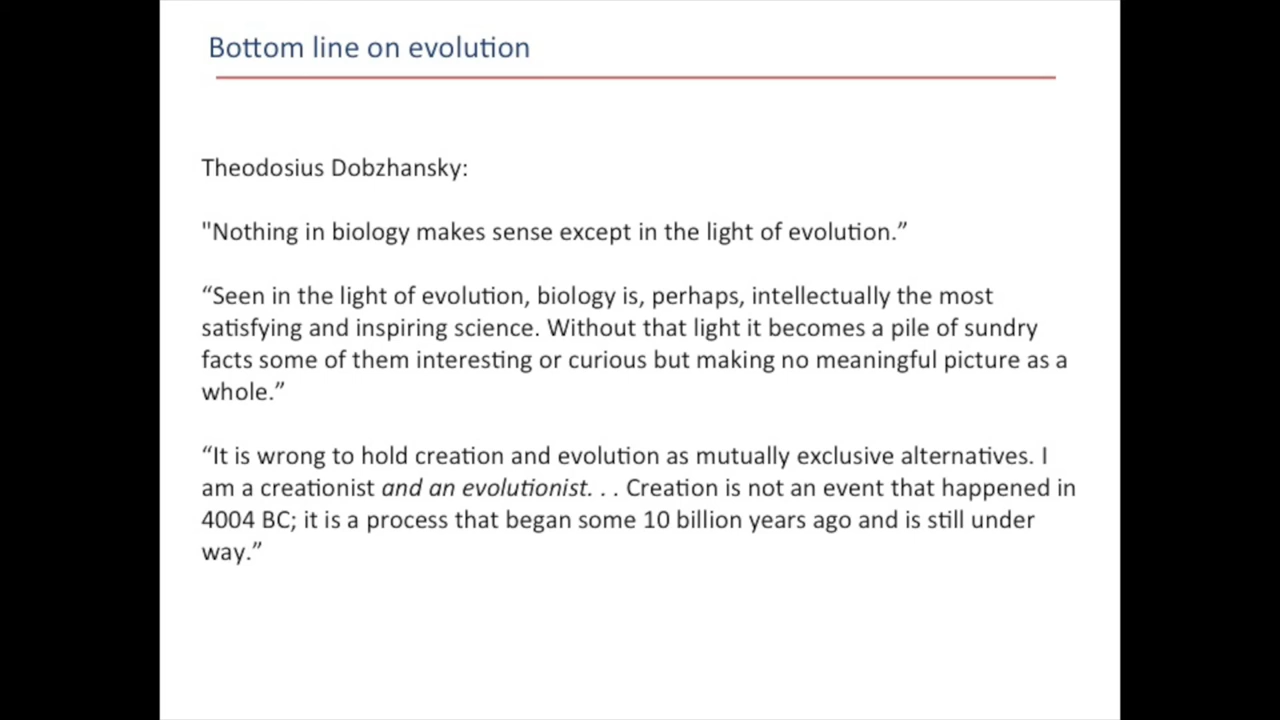 Bottom line on evolution
Theodosius Dobzhansky:
"Nothing in biology makes sense except in the light of evolution.”
“Seen in the light of evolution, biology is, perhaps, intellectually the most
satisfying and inspiring science. Without that light it becomes a pile of sundry
facts some of them interesting or curious but making no meaningful picture as a
whole.”
“It is wrong to hold creation and evolution as mutually exclusive alternatives. I
am a creationist and an evolutionist. . . Creation is not an event that happened in
4004 BC; it is a process that began some 10 billion years ago and is still under
way.”